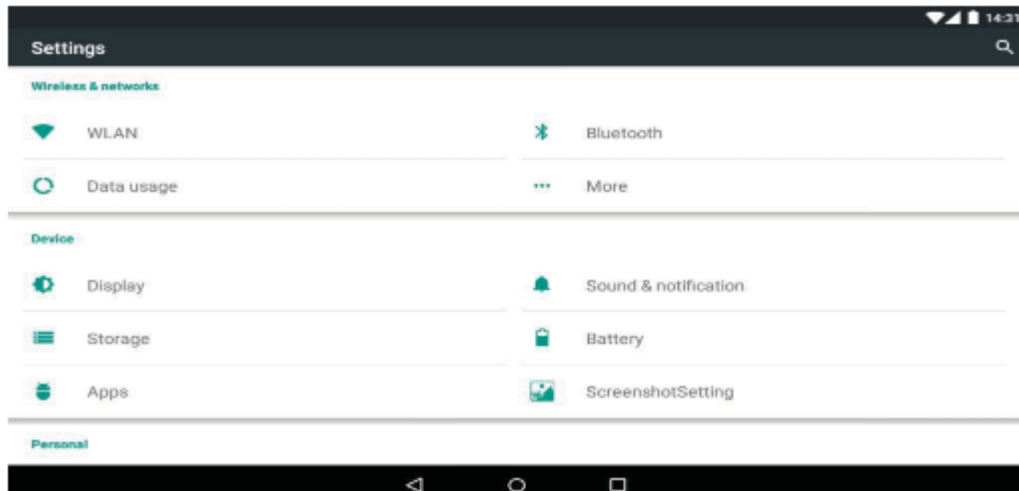 14:31
Settings
Wireless & networks
WLAN
Bluetooth
Data usage
More
Device
Display
Sound & notification
Storage
Battery
Apps
ScreenshotSetting
Personal